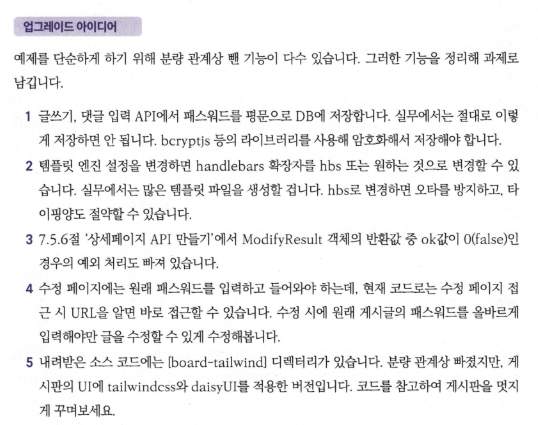 업그레이드 아이디어
예제를 단순하게 하기 위해 분량 관계상 뺀 기능이 다수 있습니다. 그러한 기능을 정리해 과제로
남깁니다.
1 글쓰기, 댓글 입력 API에서 패스워드를 평문으로 DB에 저장합니다. 실무에서는 절대로 이렇
게 저장하면 안 됩니다. bcryptjs 등의 라이브러리를 사용해 암호화해서 저장해야 합니다.
2 템플릿 엔진 설정을 변경하면 handlebars 확장자를 hbs 또는 원하는 것으로 변경할 수 있
습니다. 실무에서는 많은 템플릿 파일을 생성할 겁니다. hbs로 변경하면 오타를 방지하고, 타
이핑양도 절약할 수 있습니다.
3 7.5.6절 ‘상세페이지 API 만들기’에서 ModifyResult 객체의 반환값 중 ok값이 0(false)인
경우의 예외 처리도 빠져 있습니다.
4 수정 페이지에는 원래 패스워드를 입력하고 들어와야 하는데, 현재 코드로는 수정 페이지 접
근 시 URL을 알면 바로 접근할 수 있습니다. 수정 시에 원래 게시글의 패스워드를 올바르게
입력해야만 글을 수정할 수 있게 수정해봅니다.
5 내려받은 소스 코드에는 [board-tailwind] 디렉터리가 있습니다. 분량 관계상 빠졌지만, 게
시판의 UI에 tailwindcss와 daisyUI를 적용한 버전입니다. 코드를 참고하여 게시판을 멋지
게 꾸며보세요.